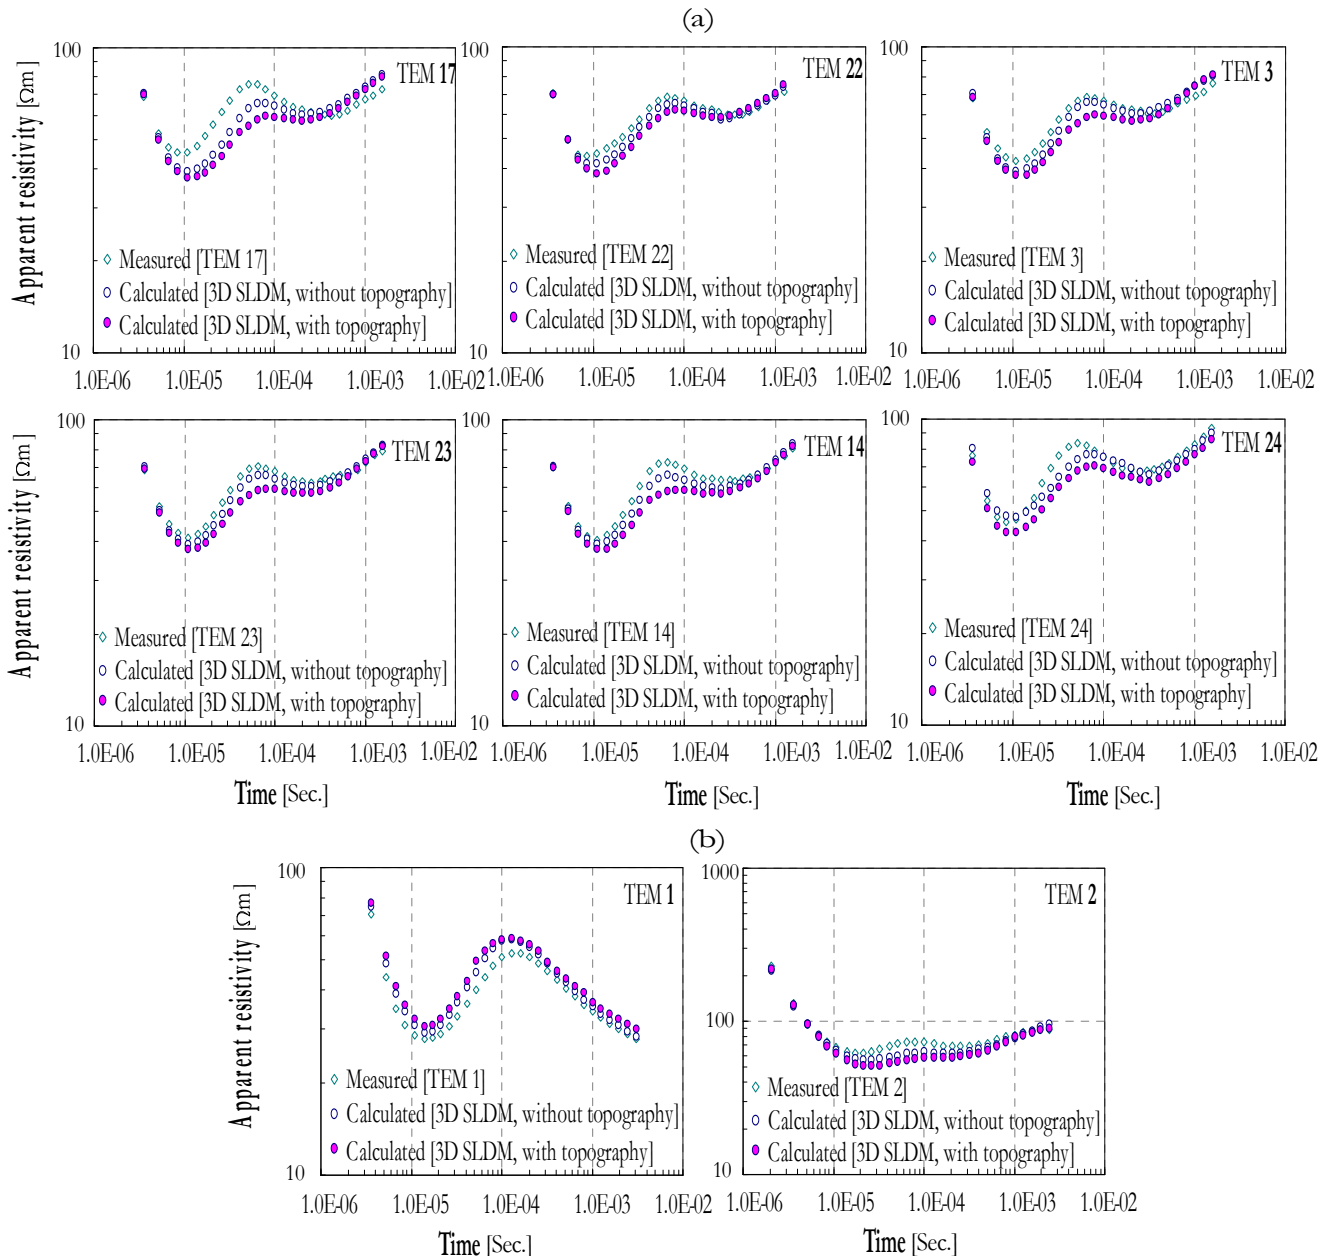 (a)
100
100
100
TEM 17
TEM 22
TEM 3
Apparent resistivity [Ωm]
Measured [TEM 17]
Calculated [3D SLDM, without topography]
Calculated [3D SLDM, with topography]
Measured [TEM 22]
Calculated [3D SLDM, without topography]
Calculated [3D SLDM, with topography]
Measured [TEM 3]
Calculated [3D SLDM, without topography]
Calculated [3D SLDM, with topography]
10
10
10
1.0E-06 1.0E-05 1.0E-04 1.0E-03 1.0E-02
1.0E-06 1.0E-05 1.0E-04 1.0E-03 1.0E-02
1.0E-06 1.0E-05 1.0E-04 1.0E-03 1.0E-02
100
100
100
TEM 23
TEM 14
TEM 24
Apparent resistivity [Ωm]
Measured [TEM 23]
Calculated [3D SLDM, without topography]
Calculated [3D SLDM, with topography]
Measured [TEM 14]
Calculated [3D SLDM, without topography]
Calculated [3D SLDM, with topography]
Measured [TEM 24]
Calculated [3D SLDM, without topography]
Calculated [3D SLDM, with topography]
10
10
10
1.0E-06 1.0E-05 1.0E-04 1.0E-03 1.0E-02
1.0E-06 1.0E-05 1.0E-04 1.0E-03 1.0E-02
1.0E-06 1.0E-05 1.0E-04 1.0E-03 1.0E-02
Time [Sec.]
Time [Sec.]
Time [Sec.]
(b)
100
TEM 1
Apparent resistivity [Ωm]
Measured [TEM 1]
Calculated [3D SLDM, without topography]
Calculated [3D SLDM, with topography]
10
1.0E-06 1.0E-05 1.0E-04 1.0E-03 1.0E-02
Time [Sec.]
1000
TEM 2
100
Measured [TEM 2]
Calculated [3D SLDM, without topography]
Calculated [3D SLDM, with topography]
10
1.0E-06 1.0E-05 1.0E-04 1.0E-03 1.0E-02
Time [Sec.]